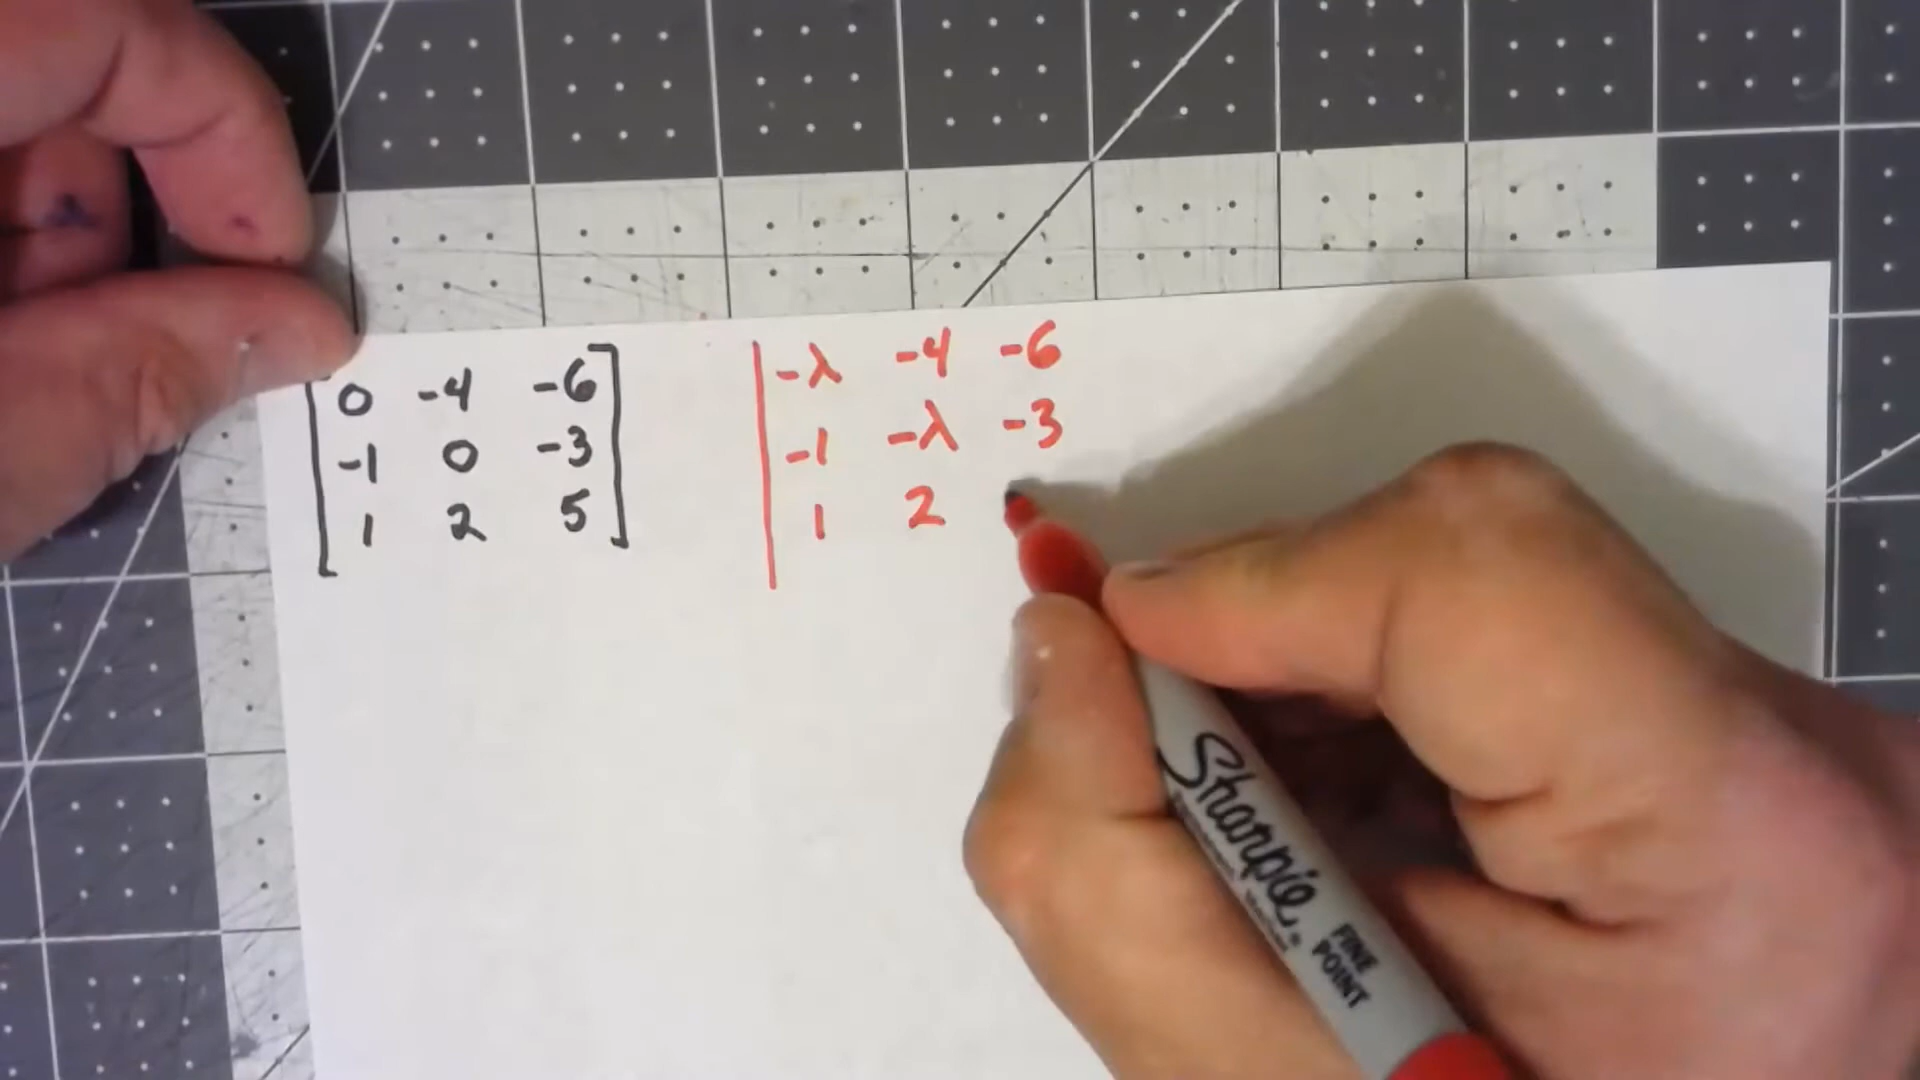 0 -4 -6
-1 0 -3
1 2 5
-λ -4 -6
-1 -λ -3
1 2
Sharpie
FINE
POINT